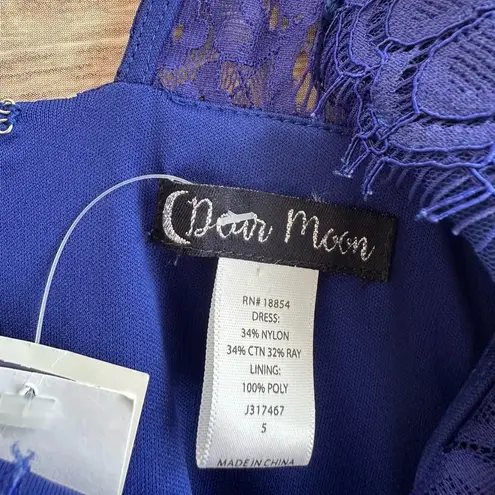 Dear Moon
RN# 18854
DRESS:
34% NYLON
34% CTN 32% RAY
LINING:
100% POLY
J317467
5
MADE IN CHINA